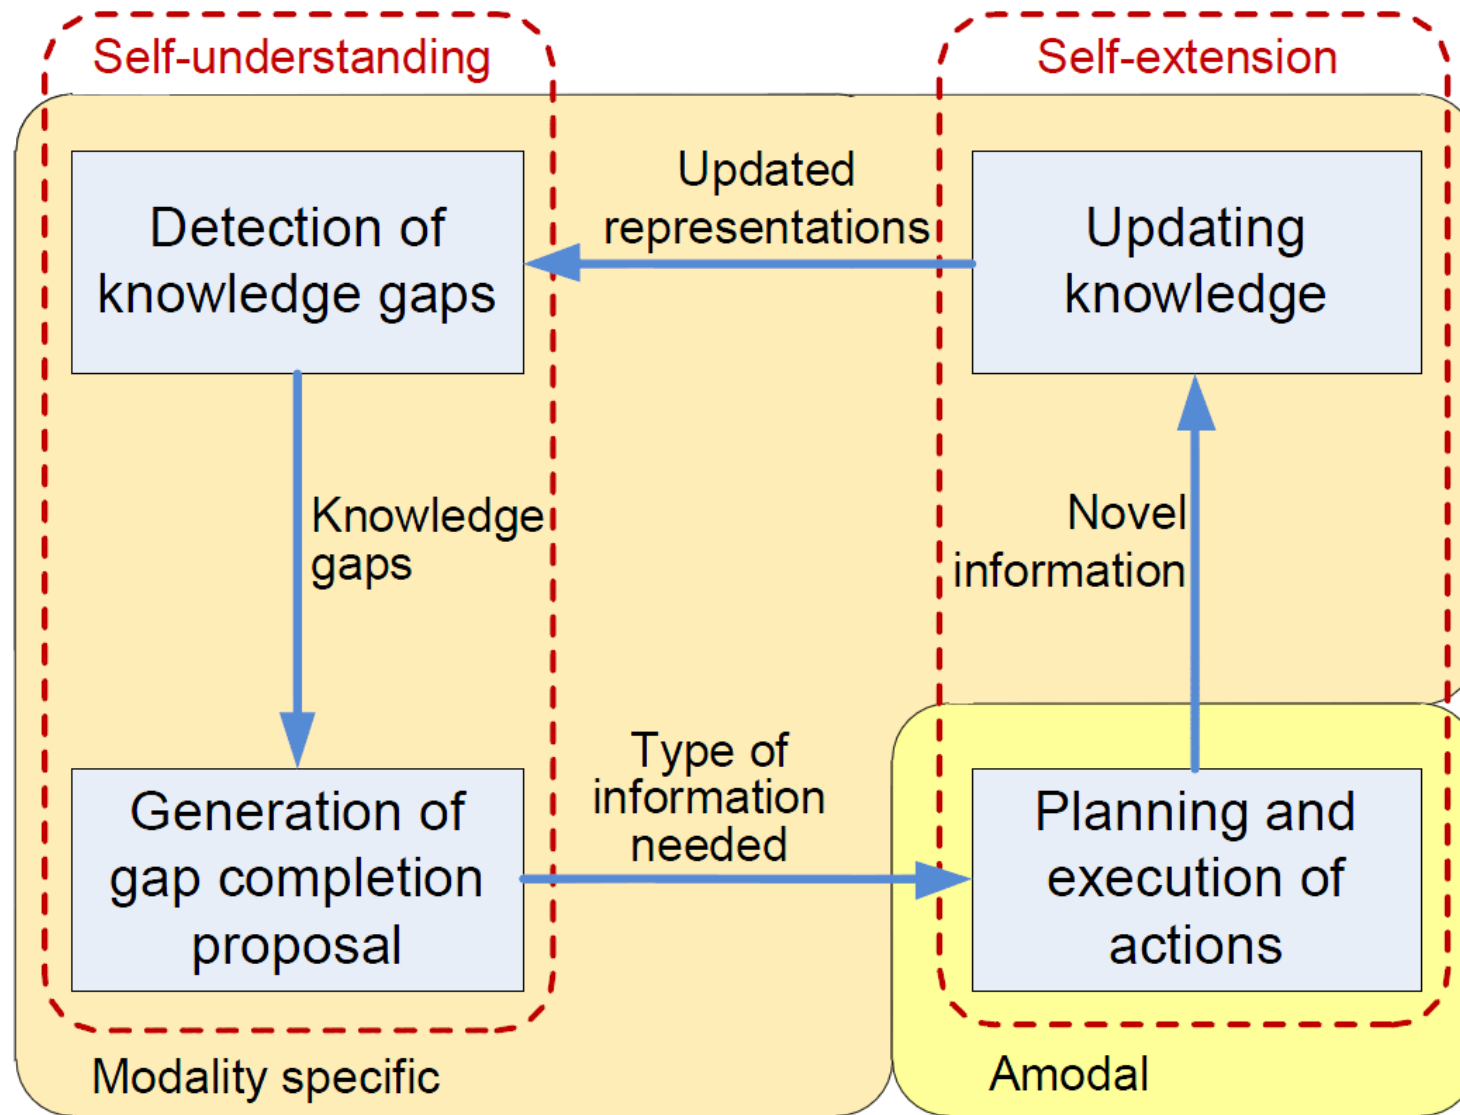 Self-understanding
Self-extension
Detection of
knowledge gaps
Updated
representations
Updating
knowledge
Knowledge
gaps
Novel
information
Generation of
gap completion
proposal
Type of
information
needed
Planning and
execution of
actions
Modality specific
Amodal